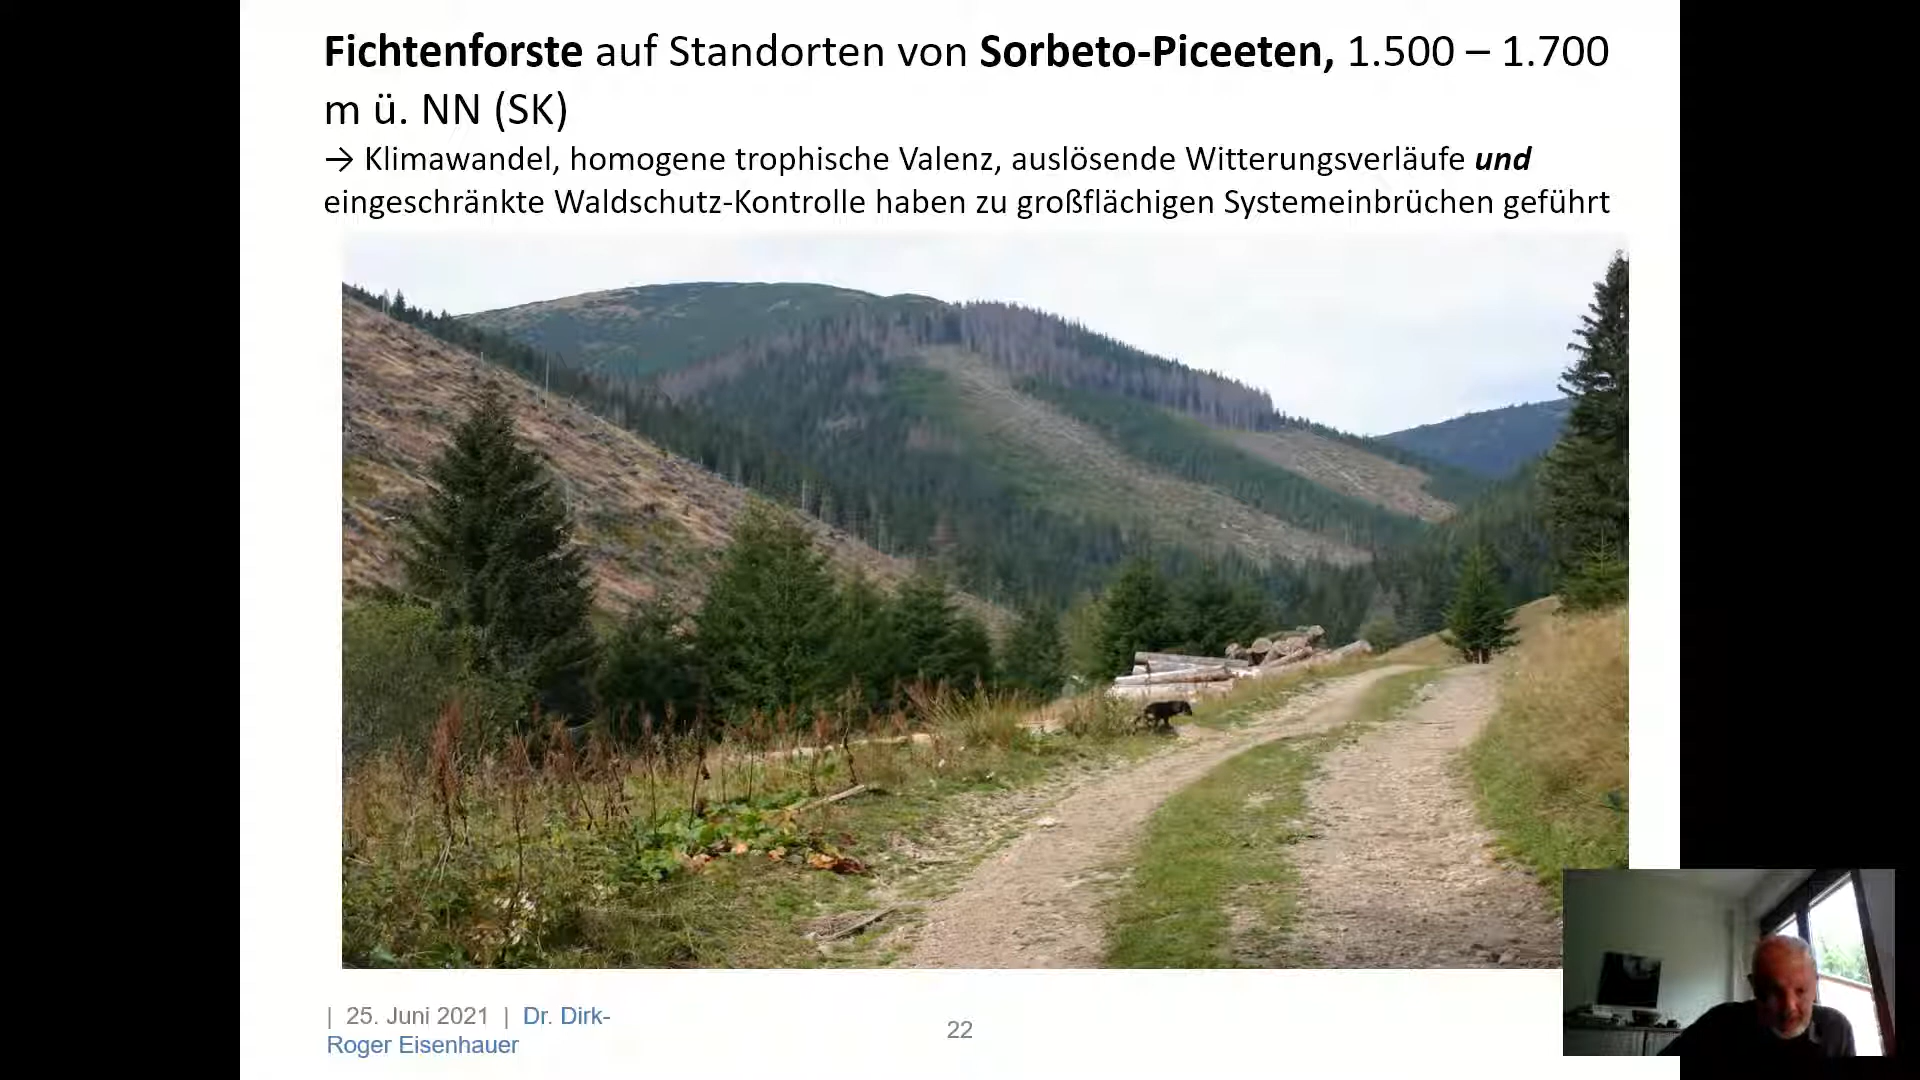 Fichtenforste auf Standorten von Sorbeto-Piceeten, 1.500 – 1.700
m ü. NN (SK)
→ Klimawandel, homogene trophische Valenz, auslösende Witterungsverläufe und
eingeschränkte Waldschutz-Kontrolle haben zu großflächigen Systemeinbrüchen geführt
| 25. Juni 2021 | Dr. Dirk-
Roger Eisenhauer
22